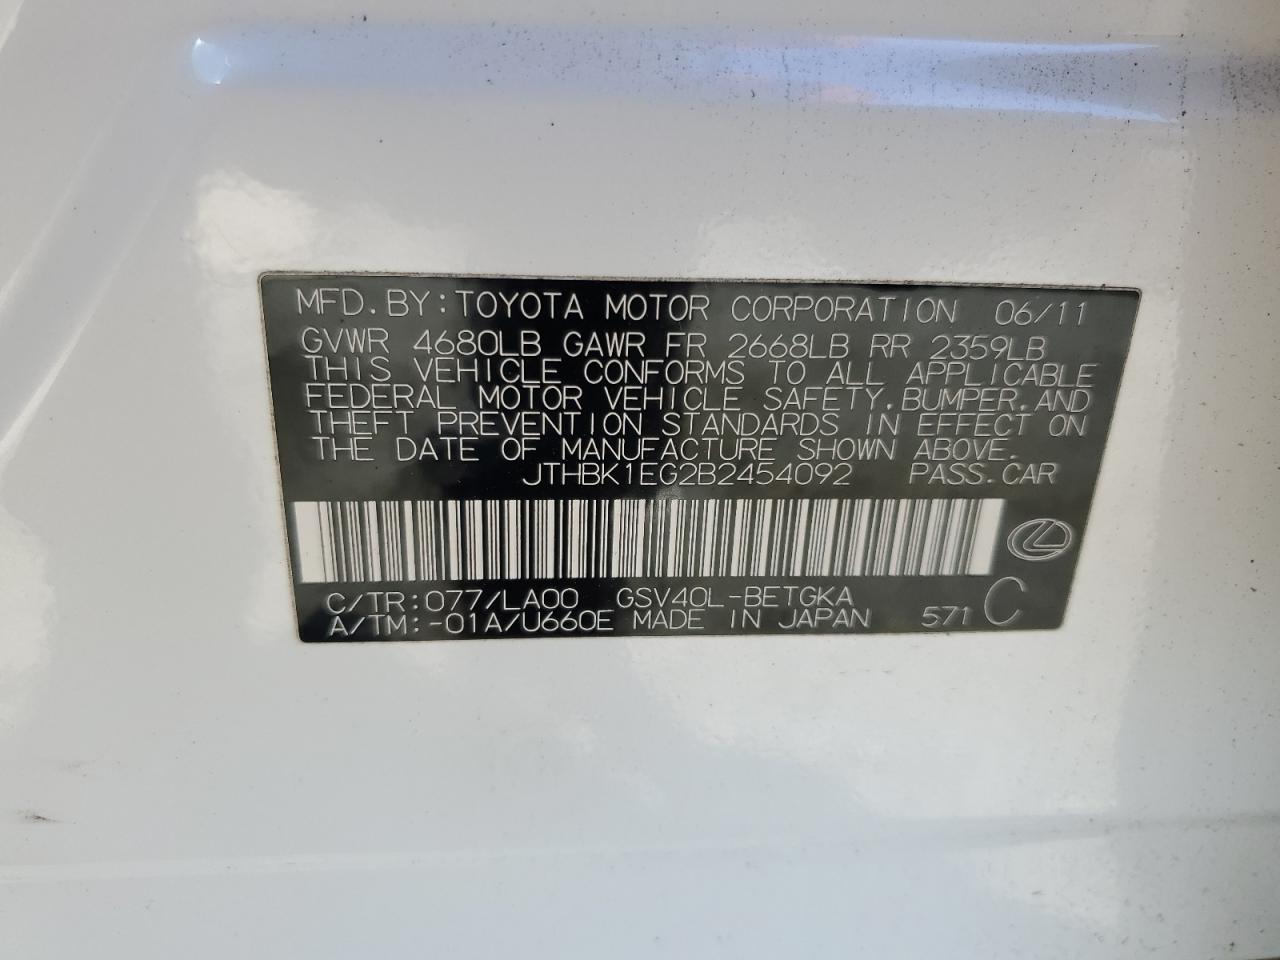 MFD. BY: TOYOTA MOTOR CORPORATION 06/11
GVWR 4680LB GAWR FR 2668LB RR 2359LB
THIS VEHICLE CONFORMS TO ALL APPLICABLE
FEDERAL MOTOR VEHICLE SAFETY, BUMPER, AND
THEFT PREVENTION STANDARDS IN EFFECT ON
THE DATE OF MANUFACTURE SHOWN ABOVE.
JTHBK1EG2B2454092 PASS. CAR
C/TR: 077/LA00 GSV40L-BETGKA
A/TM: -01A/U660E MADE IN JAPAN 571 C